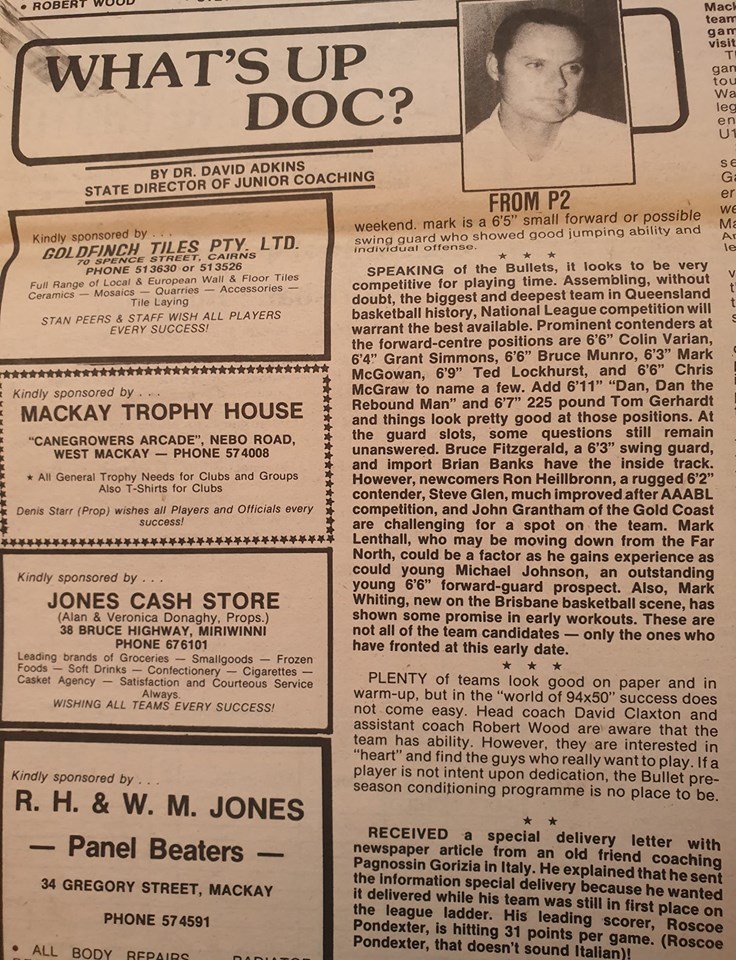 • ROBERT WOOD
WHAT'S UP
DOC?
BY DR. DAVID ADKINS
STATE DIRECTOR OF JUNIOR COACHING
Kindly sponsored by . . .
GOLDFINCH TILES PTY. LTD.
70 SPENCE STREET, CAIRNS
PHONE 513630 or 513526
Full Range of Local & European Wall & Floor Tiles
Ceramics — Mosaics — Quarries — Accessories —
Tile Laying
STAN PEERS & STAFF WISH ALL PLAYERS
EVERY SUCCESS!
Kindly sponsored by . . .
MACKAY TROPHY HOUSE
"CANEGROWERS ARCADE", NEBO ROAD,
WEST MACKAY — PHONE 574008
★ All General Trophy Needs for Clubs and Groups
Also T-Shirts for Clubs
Denis Starr (Prop) wishes all Players and Officials every
success!
Kindly sponsored by . . .
JONES CASH STORE
(Alan & Veronica Donaghy, Props.)
38 BRUCE HIGHWAY, MIRIWINNI
PHONE 676101
Leading brands of Groceries — Smallgoods — Frozen
Foods — Soft Drinks — Confectionery — Cigarettes —
Casket Agency — Satisfaction and Courteous Service
Always.
WISHING ALL TEAMS EVERY SUCCESS!
Kindly sponsored by . . .
R. H. & W. M. JONES
— Panel Beaters —
34 GREGORY STREET, MACKAY
PHONE 574591
• ALL BODY REPAIRS
FROM P2
weekend. mark is a 6'5" small forward or possible
swing guard who showed good jumping ability and
individual offense.
★ ★ ★
SPEAKING of the Bullets, it looks to be very
competitive for playing time. Assembling, without
doubt, the biggest and deepest team in Queensland
basketball history, National League competition will
warrant the best available. Prominent contenders at
the forward-centre positions are 6'6" Colin Varian,
6'4" Grant Simmons, 6'6" Bruce Munro, 6'3" Mark
McGowan, 6'9" Ted Lockhurst, and 6'6" Chris
McGraw to name a few. Add 6'11" "Dan, Dan the
Rebound Man" and 6'7" 225 pound Tom Gerhardt
and things look pretty good at those positions. At
the guard slots, some questions still remain
unanswered. Bruce Fitzgerald, a 6'3" swing guard,
and import Brian Banks have the inside track.
However, newcomers Ron Heillbronn, a rugged 6'2"
contender, Steve Glen, much improved after AAABL
competition, and John Grantham of the Gold Coast
are challenging for a spot on the team. Mark
Lenthall, who may be moving down from the Far
North, could be a factor as he gains experience as
could young Michael Johnson, an outstanding
young 6'6" forward-guard prospect. Also, Mark
Whiting, new on the Brisbane basketball scene, has
shown some promise in early workouts. These are
not all of the team candidates — only the ones who
have fronted at this early date.
★ ★ ★
PLENTY of teams look good on paper and in
warm-up, but in the "world of 94x50" success does
not come easy. Head coach David Claxton and
assistant coach Robert Wood are aware that the
team has ability. However, they are interested in
"heart" and find the guys who really want to play. If a
player is not intent upon dedication, the Bullet pre-
season conditioning programme is no place to be.
★ ★
RECEIVED a special delivery letter with
newspaper article from an old friend coaching
Pagnossin Gorizia in Italy. He explained that he sent
the information special delivery because he wanted
it delivered while his team was still in first place on
the league ladder. His leading scorer, Roscoe
Pondexter, is hitting 31 points per game. (Roscoe
Pondexter, that doesn't sound Italian)!